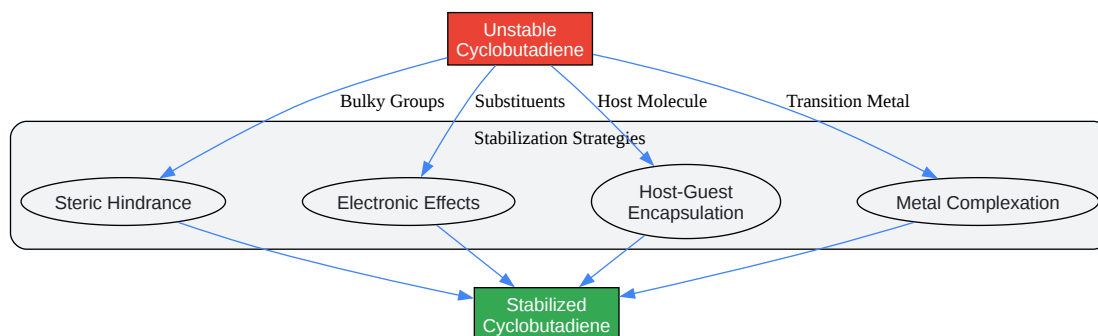 Unstable
Cyclobutadiene
Bulky Groups
Substituents
Host Molecule
Transition Metal
Stabilization Strategies
Steric Hindrance
Electronic Effects
Host-Guest
Encapsulation
Metal Complexation
Stabilized
Cyclobutadiene